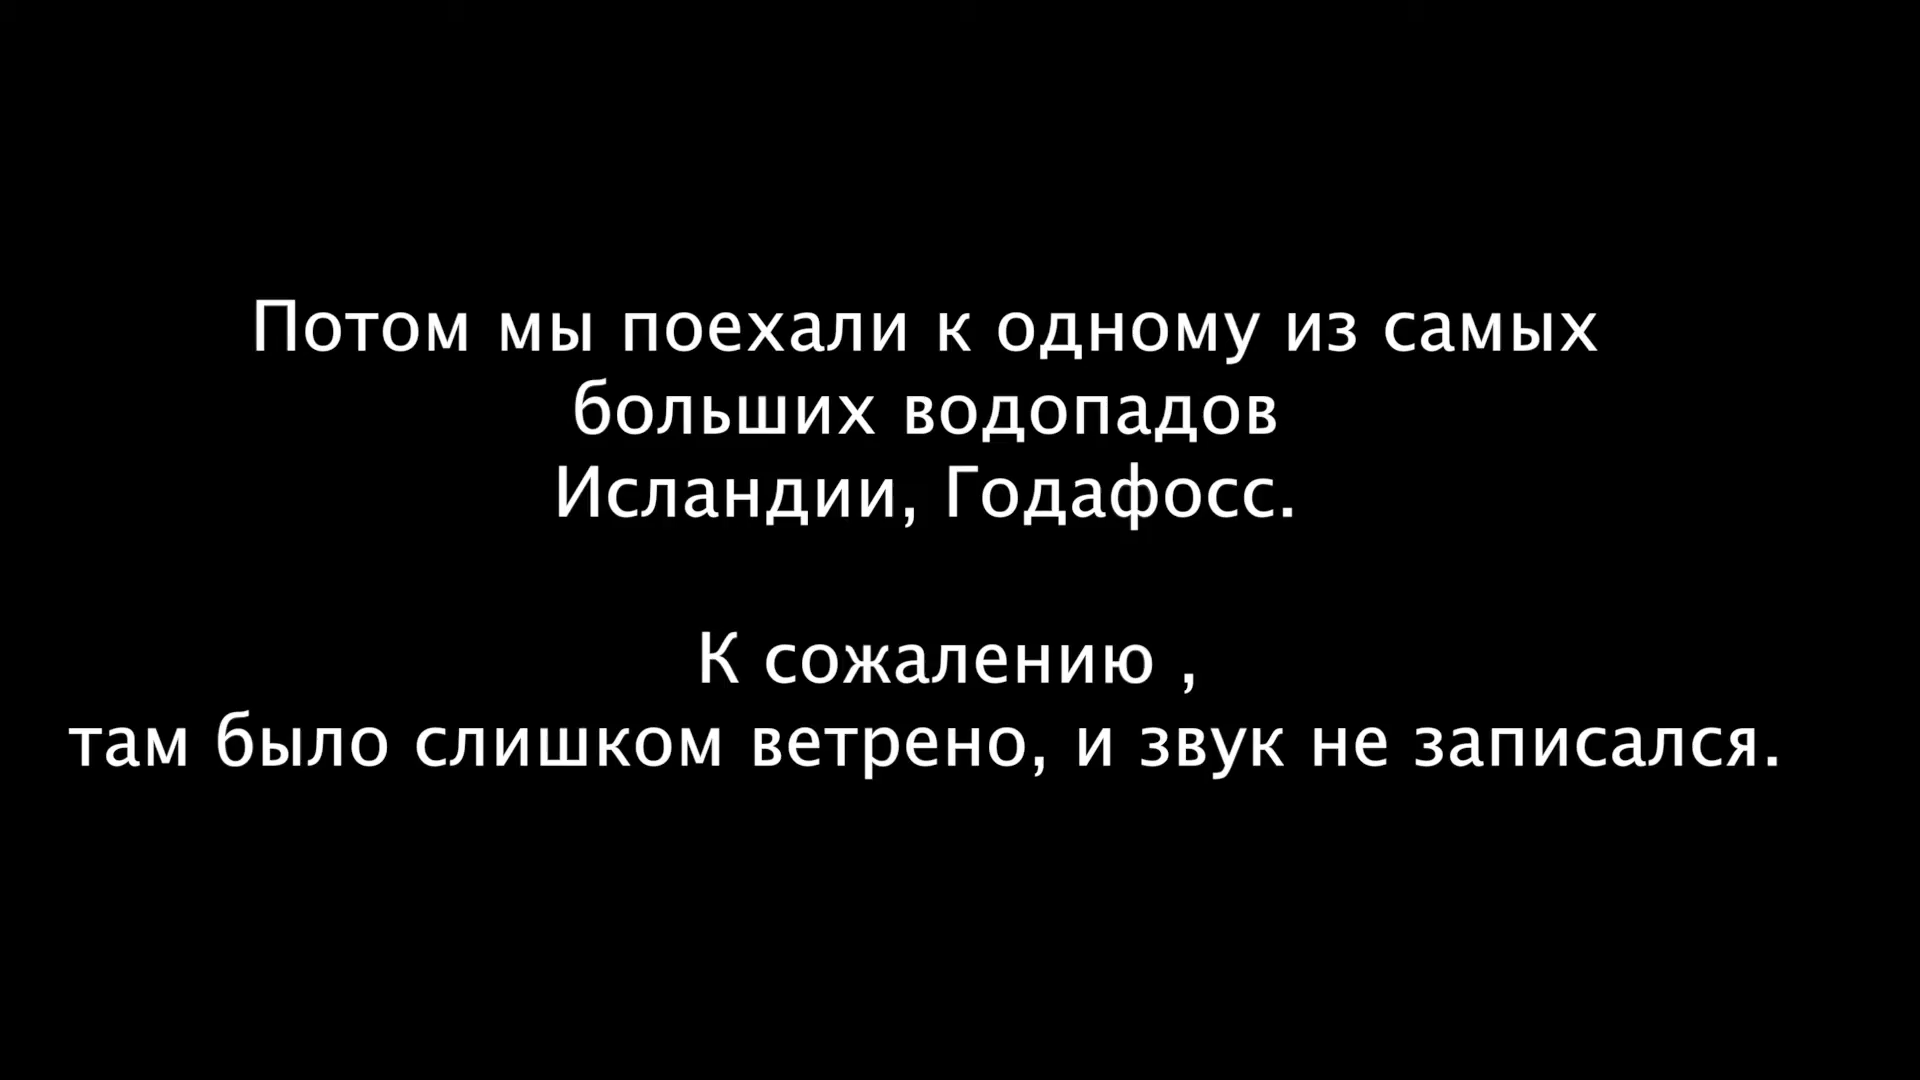 Потом мы поехали к одному из самых
больших водопадов
Исландии, Годафосс.
К сожалению ,
там было слишком ветрено, и звук не записался.